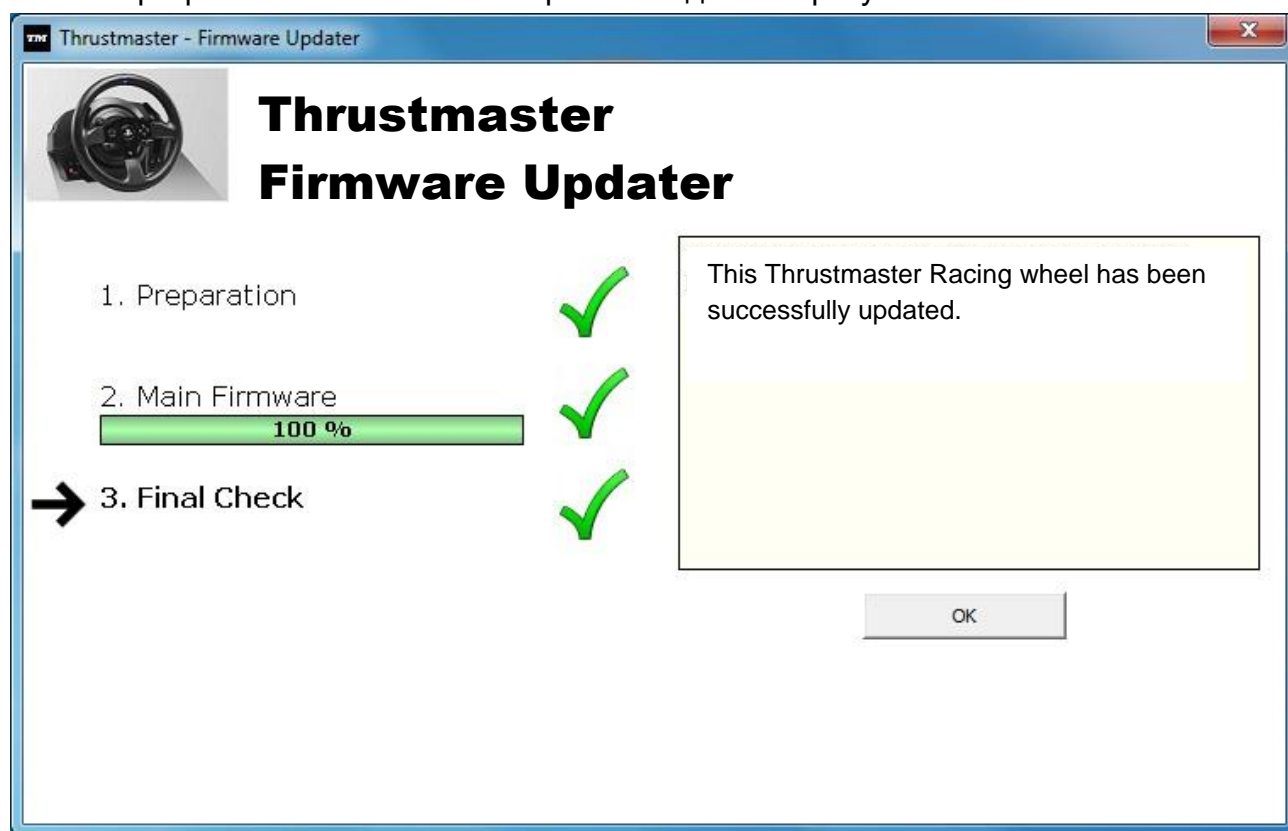 Thrustmaster - Firmware Updater
Thrustmaster
Firmware Updater
1. Preparation
2. Main Firmware
100 %
3. Final Check
This Thrustmaster Racing wheel has been
successfully updated.
OK